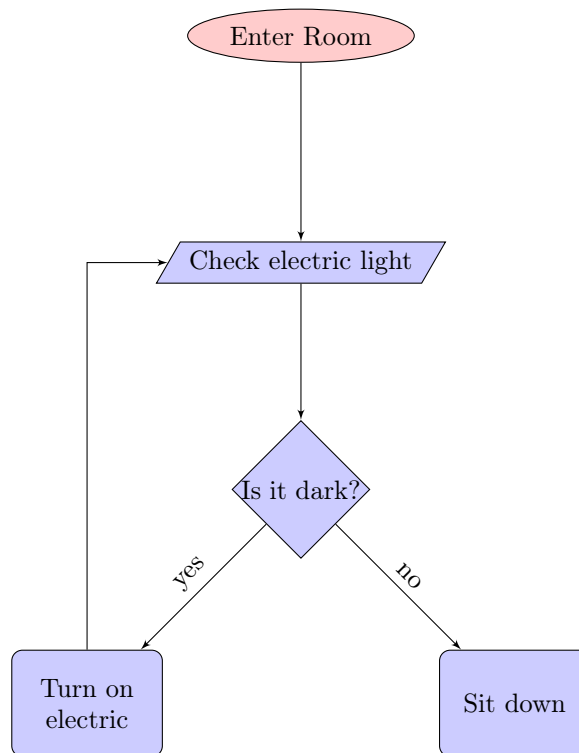 Enter Room
Check electric light
Is it dark?
yes
no
Turn on
electric
Sit down